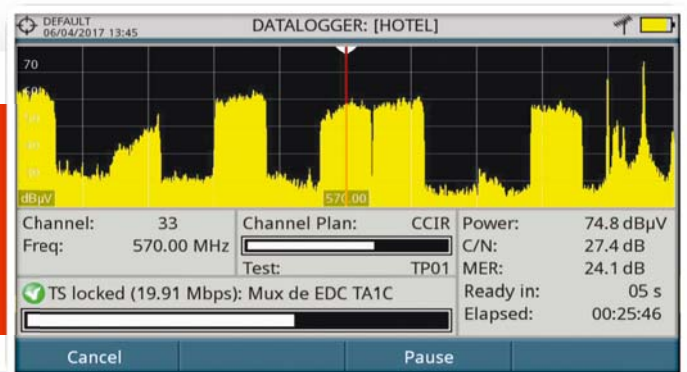 DEFAULT
06/04/2017 13:45
DATALOGGER: [HOTEL]
70
dBµV
570.00
Channel: 33
Freq: 570.00 MHz
Channel Plan: CCIR
Test: TP01
Power: 74.8 dBµV
C/N: 27.4 dB
MER: 24.1 dB
Ready in: 05 s
Elapsed: 00:25:46
TS locked (19.91 Mbps): Mux de EDC TA1C
Cancel
Pause